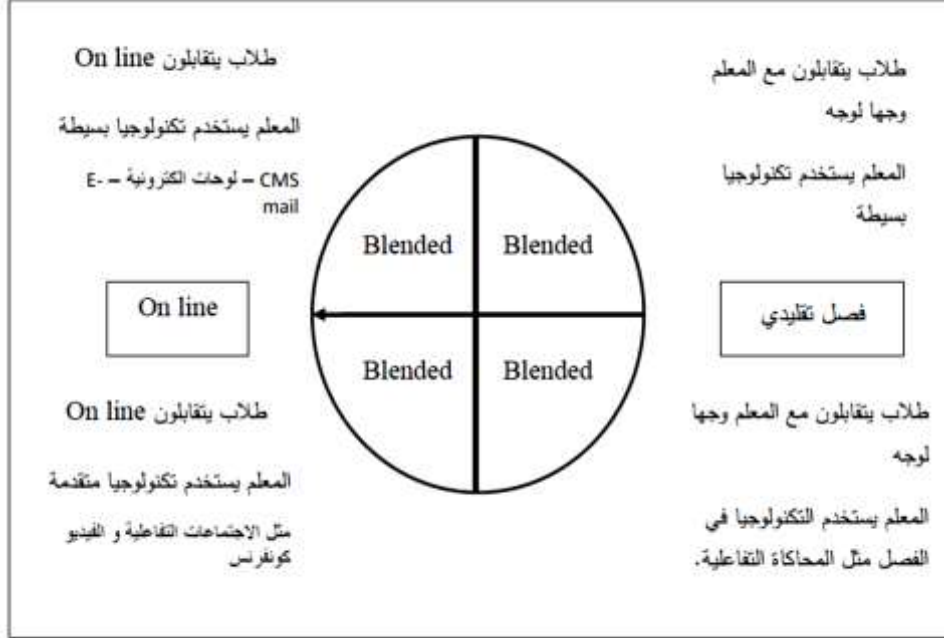 طلاب يتقابلون مع المعلم
وجها لوجه
المعلم يستخدم تكنولوجيا
بسيطة
فصل تقليدي
طلاب يتقابلون مع المعلم وجها
لوجه
المعلم يستخدم التكنولوجيا في
الفصل مثل المحاكاة التفاعلية.
Blended
Blended
Blended
Blended
طلاب يتقابلون On line
المعلم يستخدم تكنولوجيا بسيطة
CMS – لوحات الكترونية – E-
mail
On line
طلاب يتقابلون On line
المعلم يستخدم تكنولوجيا متقدمة
مثل الاجتماعات التفاعلية و الفيديو
كونفرنس